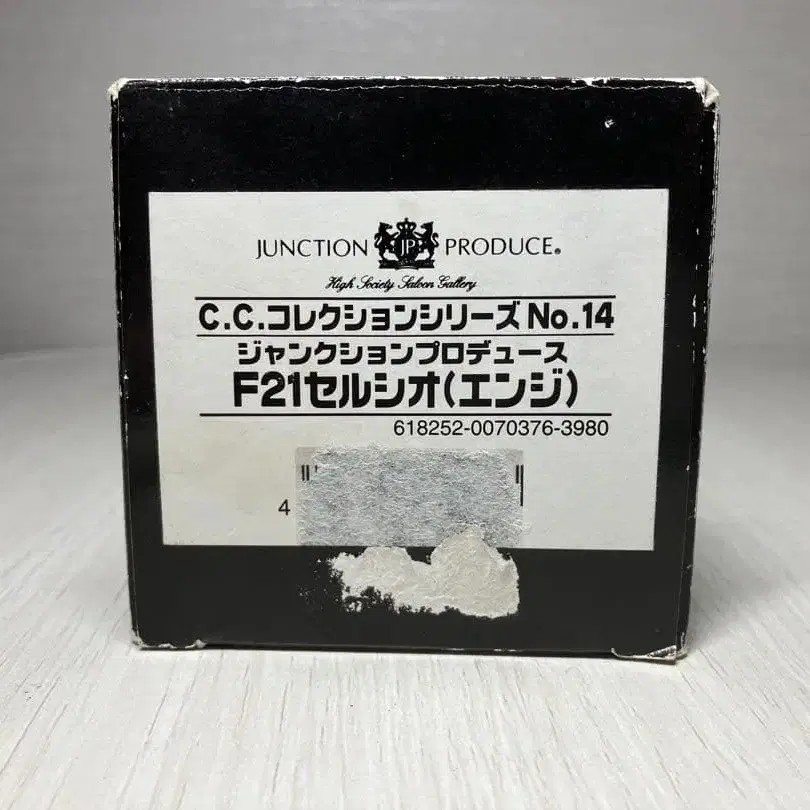 JUNCTION JP PRODUCE®
High Society Saloon Gallery
C.C.コレクションシリーズ No.14
ジャンクションプロデュース
F21セルシオ(エンジ)
618252-0070376-3980
4